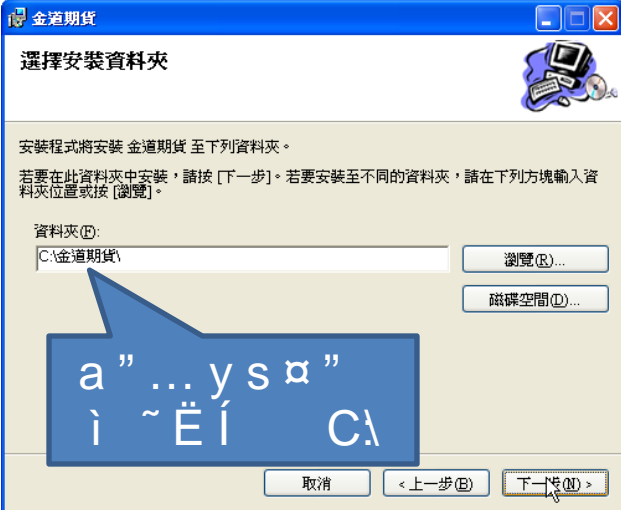 金道期貨
選擇安裝資料夾
安裝程式將安裝 金道期貨 至下列資料夾。
若要在此資料夾中安裝，請按 [下一步]。若要安裝至不同的資料夾，請在下列方塊輸入資
料夾位置或按 [瀏覽]。
資料夾(F):
C:\金道期貨\
瀏覽(R)...
磁碟空間(D)...
a ” … y s ¤ ”
ì ˜ Ë Í C:\
取消
< 上一步(B)
下一步(N) >